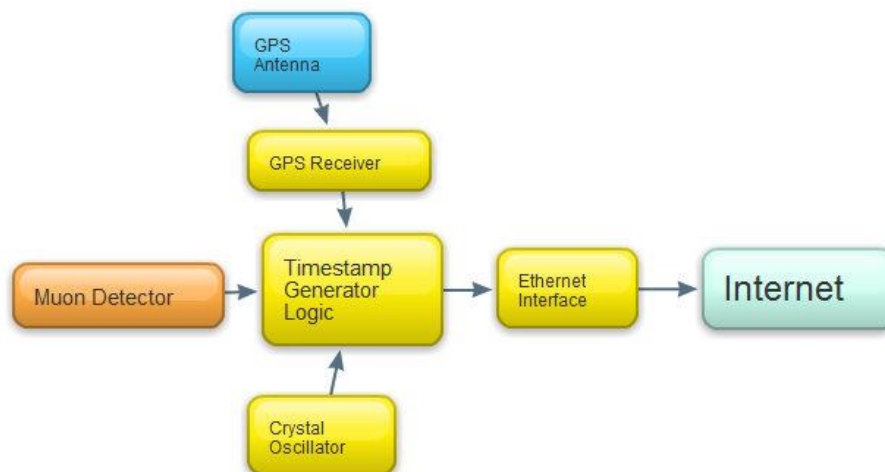 GPS
Antenna
GPS Receiver
Muon Detector
Timestamp
Generator
Logic
Ethernet
Interface
Internet
Crystal
Oscillator